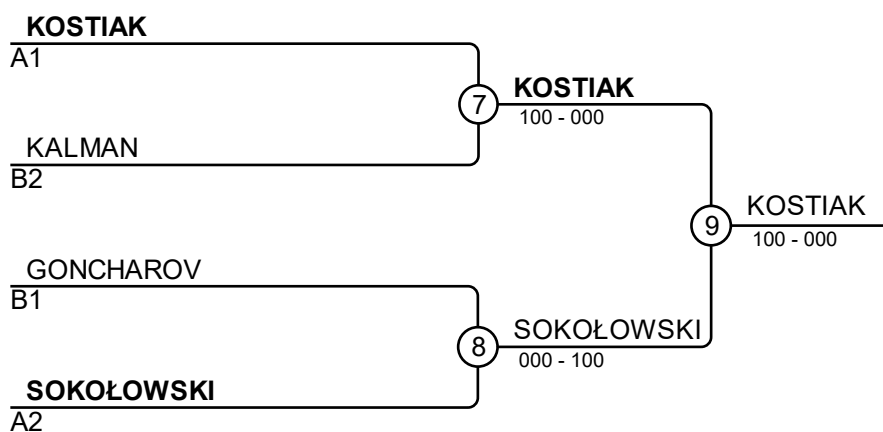 KOSTIAK
A1
7
KOSTIAK
100 - 000
KALMAN
B2
9
KOSTIAK
100 - 000
GONCHAROV
B1
8
SOKOŁOWSKI
000 - 100
SOKOŁOWSKI
A2